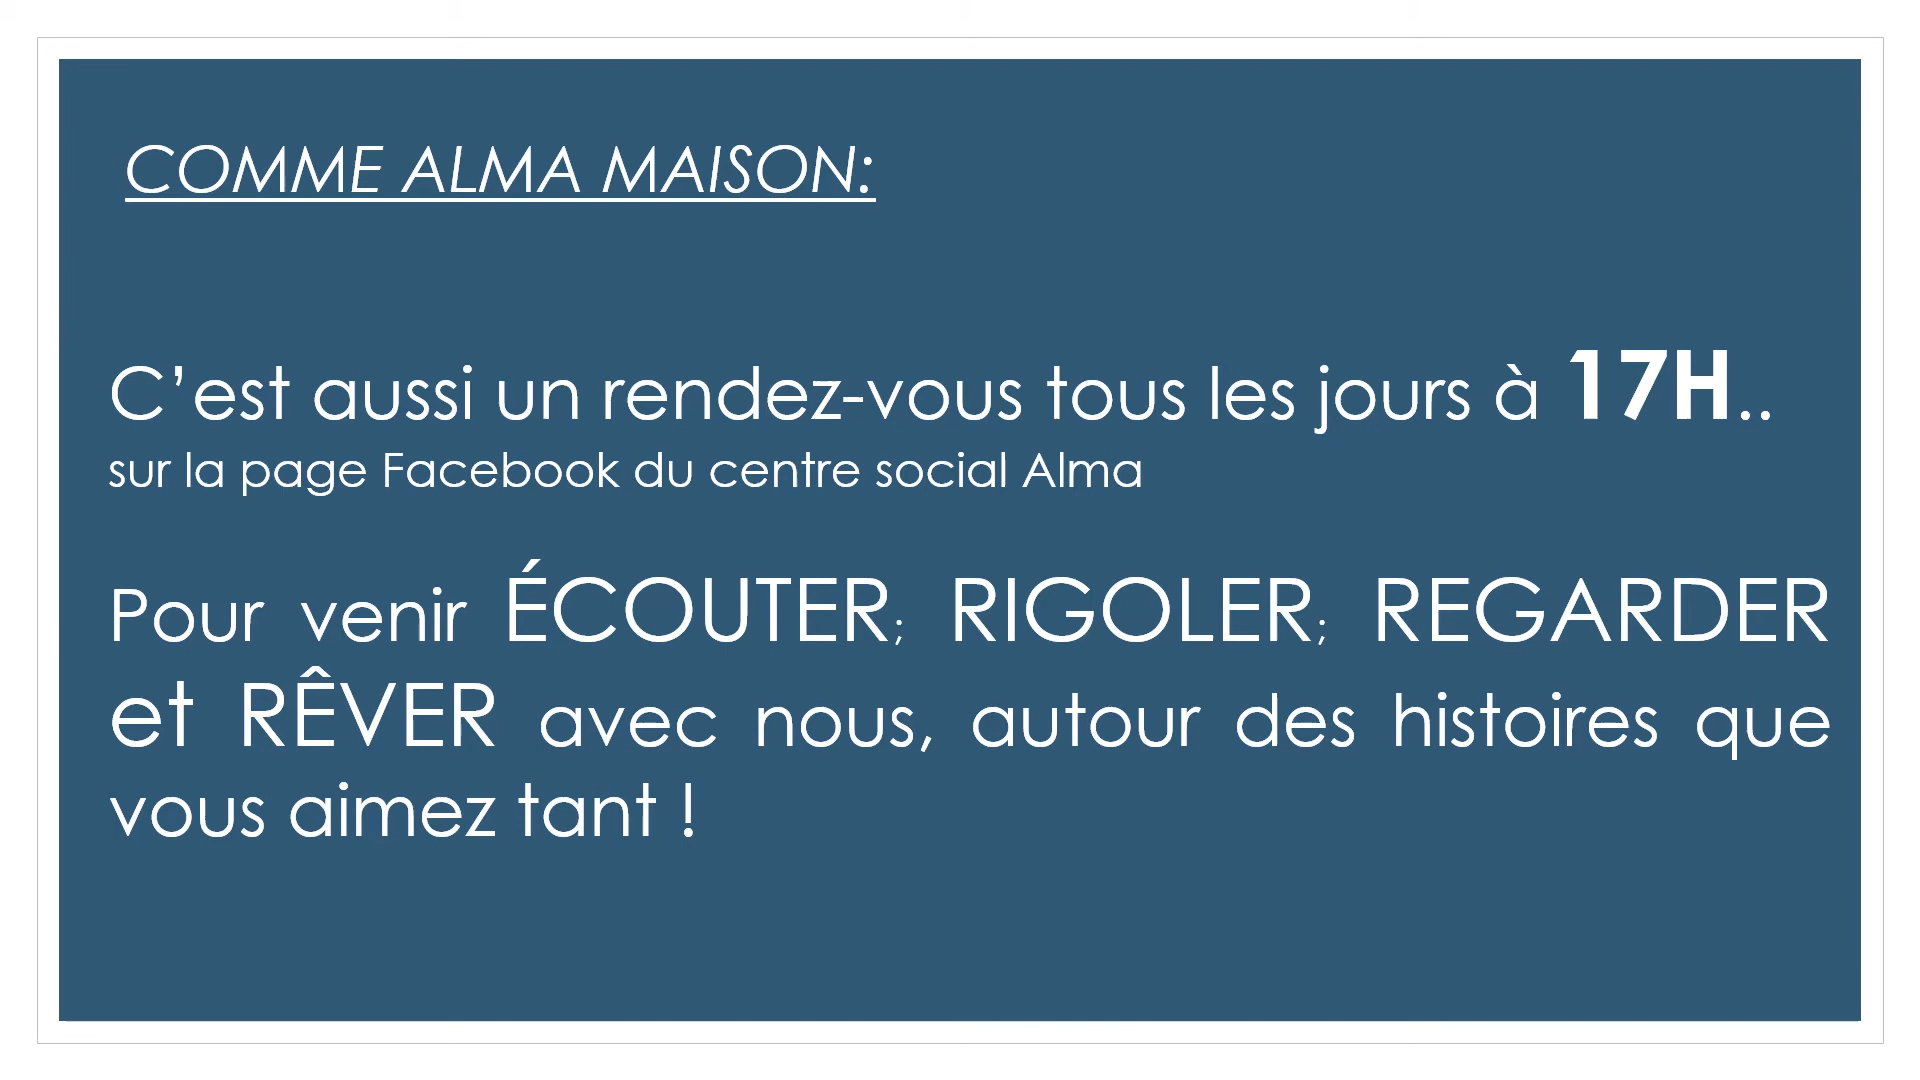 COMME ALMA MAISON:
C’est aussi un rendez-vous tous les jours à 17H..
sur la page Facebook du centre social Alma
Pour venir ÉCOUTER; RIGOLER; REGARDER
et RÊVER avec nous, autour des histoires que
vous aimez tant !